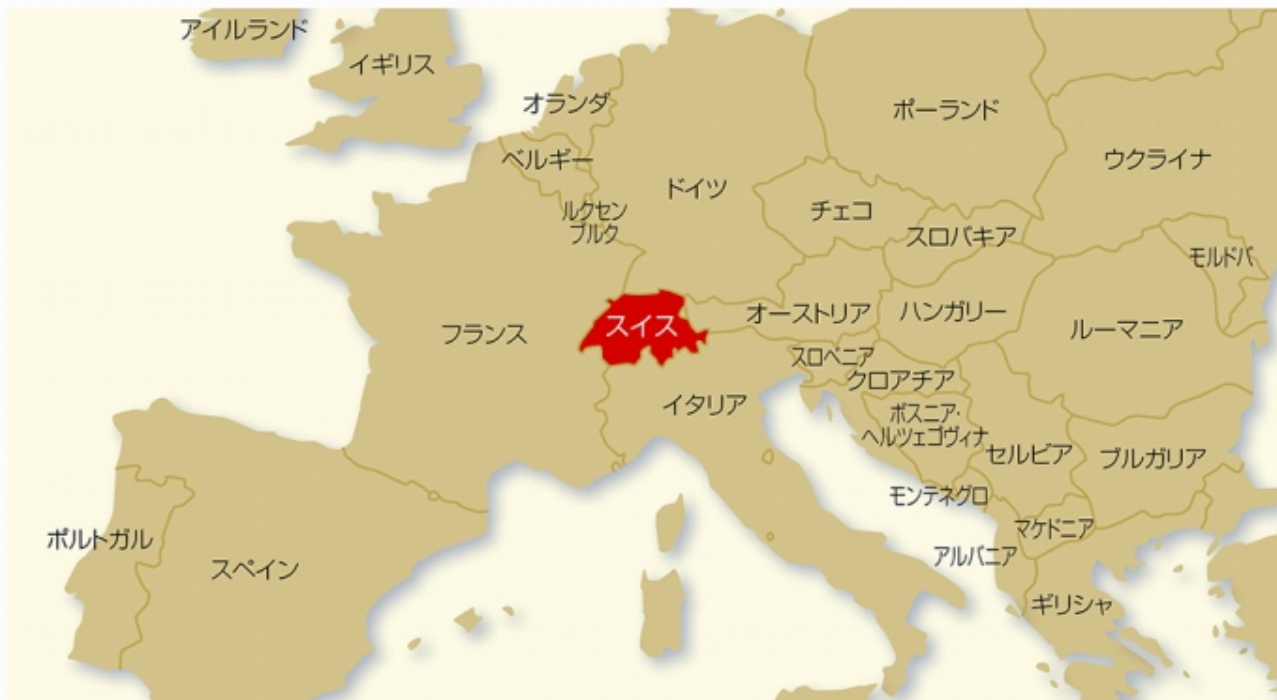 アイルランド
イギリス
オランダ
ポーランド
ベルギー
ウクライナ
ドイツ
ルクセン
ブルク
チェコ
スロバキア
モルドバ
フランス
スイス
オーストリア
ハンガリー
ルーマニア
スロベニア
クロアチア
イタリア
ボスニア・
ヘルツェゴヴィナ
セルビア
ブルガリア
モンテネグロ
マケドニア
ポルトガル
アルバニア
スペイン
ギリシャ